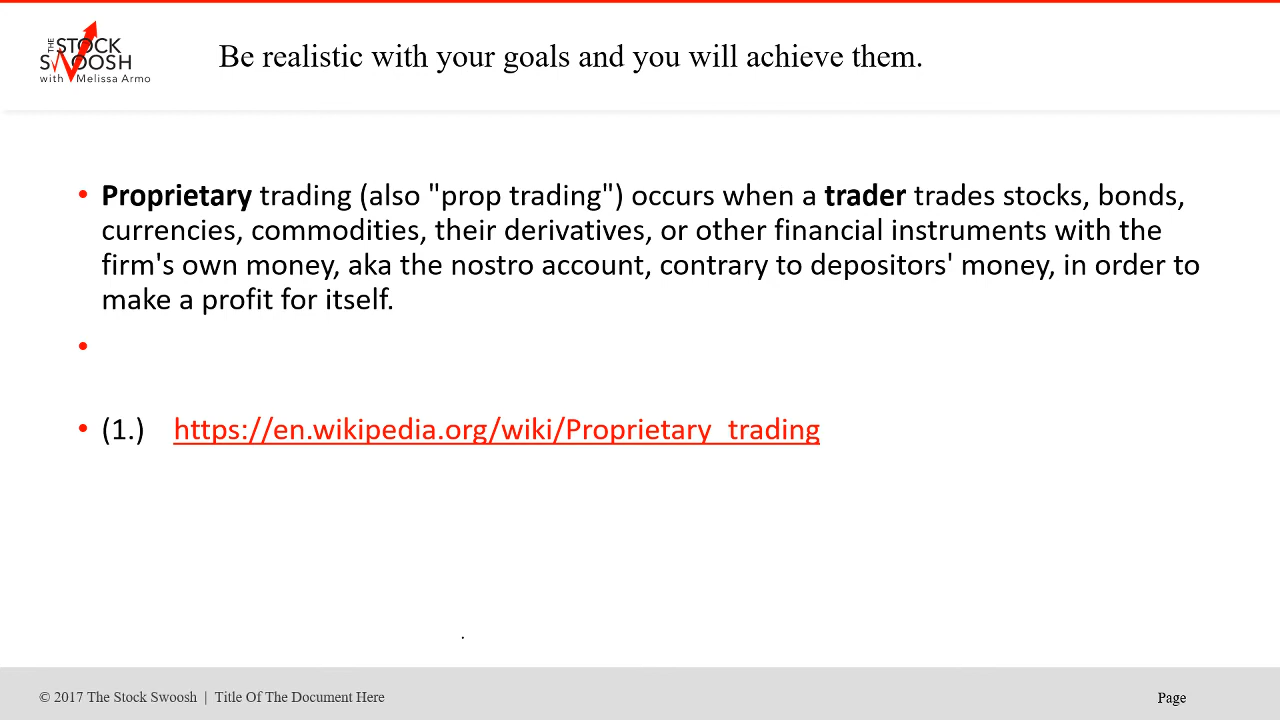 THE STOCK
SWOOSH
with Melissa Armo
Be realistic with your goals and you will achieve them.
• Proprietary trading (also "prop trading") occurs when a trader trades stocks, bonds,
currencies, commodities, their derivatives, or other financial instruments with the
firm's own money, aka the nostro account, contrary to depositors' money, in order to
make a profit for itself.
•
• (1.) https://en.wikipedia.org/wiki/Proprietary_trading
.
© 2017 The Stock Swoosh | Title Of The Document Here
Page